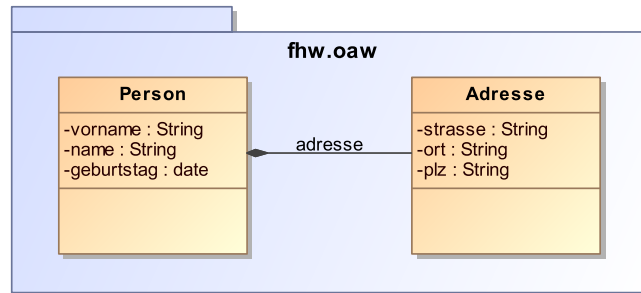 fhw.oaw
Person
-vorname : String
-name : String
-geburtstag : date
adresse
Adresse
-strasse : String
-ort : String
-plz : String